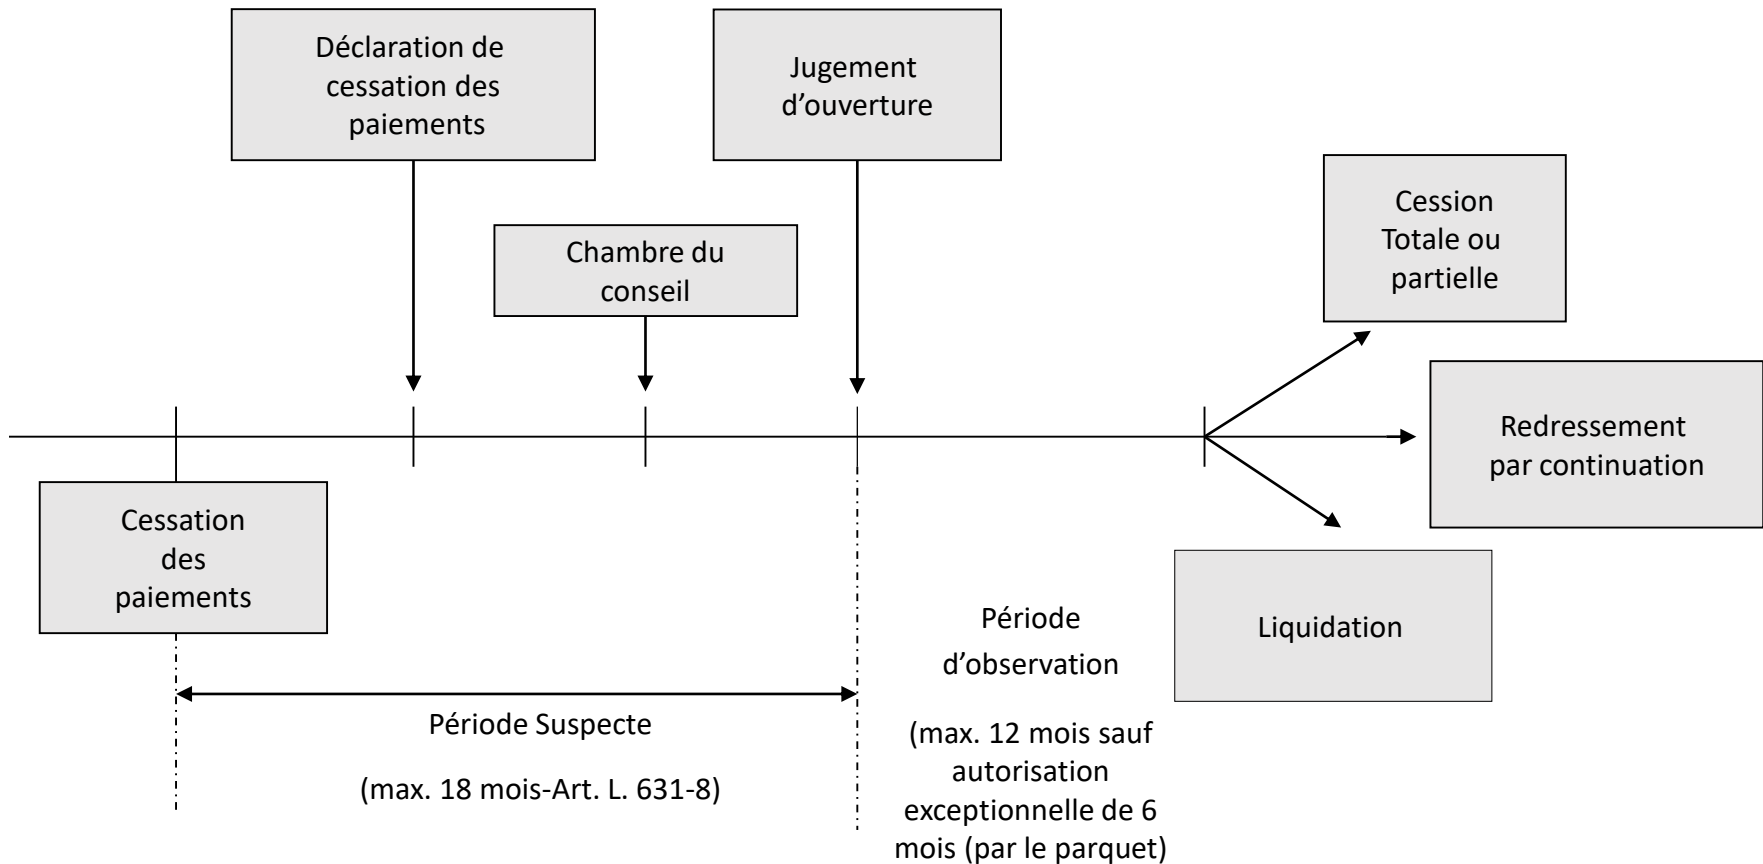 Déclaration de
cessation des
paiements
Jugement
d’ouverture
Chambre du
conseil
Cession
Totale ou
partielle
Redressement
par continuation
Cessation
des
paiements
Liquidation
Période Suspecte
(max. 18 mois-Art. L. 631-8)
Période
d’observation
(max. 12 mois sauf
autorisation
exceptionnelle de 6
mois (par le parquet)